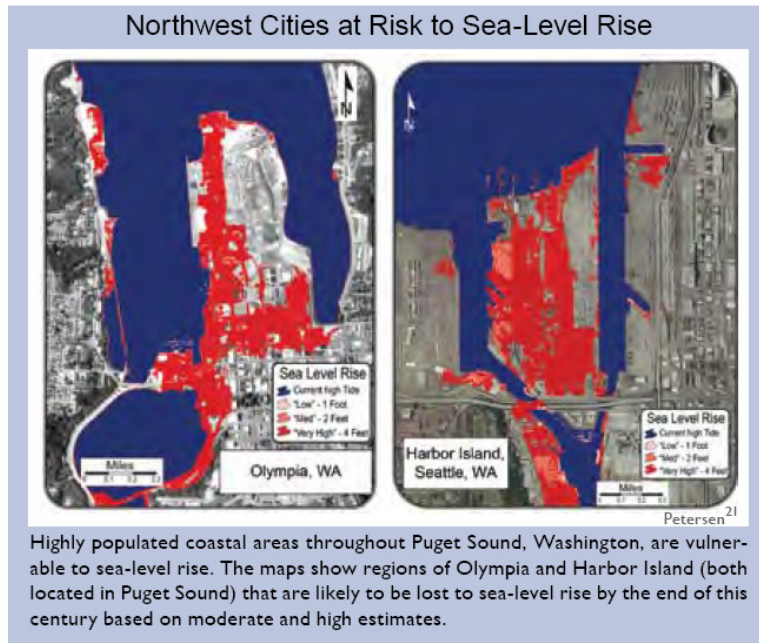 Northwest Cities at Risk to Sea-Level Rise
N
Sea Level Rise
Current high Tide
"Low" - 1 Foot
"Med" - 2 Feet
"Very High" - 4 Feet
Miles
Olympia, WA
N
Harbor Island,
Seattle, WA
Sea Level Rise
Current high Tide
"Low" - 1 Foot
"Med" - 2 Feet
"Very High" - 4 Feet
Miles
Petersen21
Highly populated coastal areas throughout Puget Sound, Washington, are vulner-
able to sea-level rise. The maps show regions of Olympia and Harbor Island (both
located in Puget Sound) that are likely to be lost to sea-level rise by the end of this
century based on moderate and high estimates.